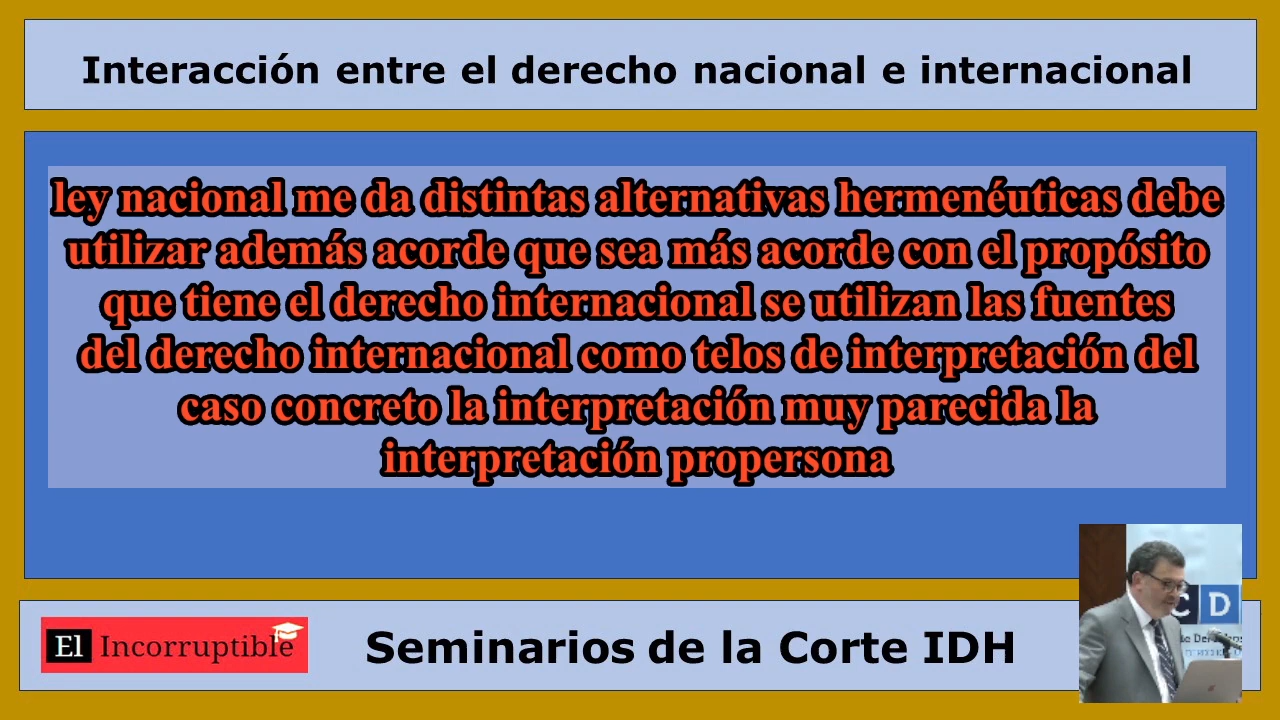 Interacción entre el derecho nacional e internacional
ley nacional me da distintas alternativas hermenéuticas debe
utilizar además acorde que sea más acorde con el propósito
que tiene el derecho internacional se utilizan las fuentes
del derecho internacional como telos de interpretación del
caso concreto la interpretación muy parecida la
interpretación propersona
El Incorruptible
Seminarios de la Corte IDH
C D